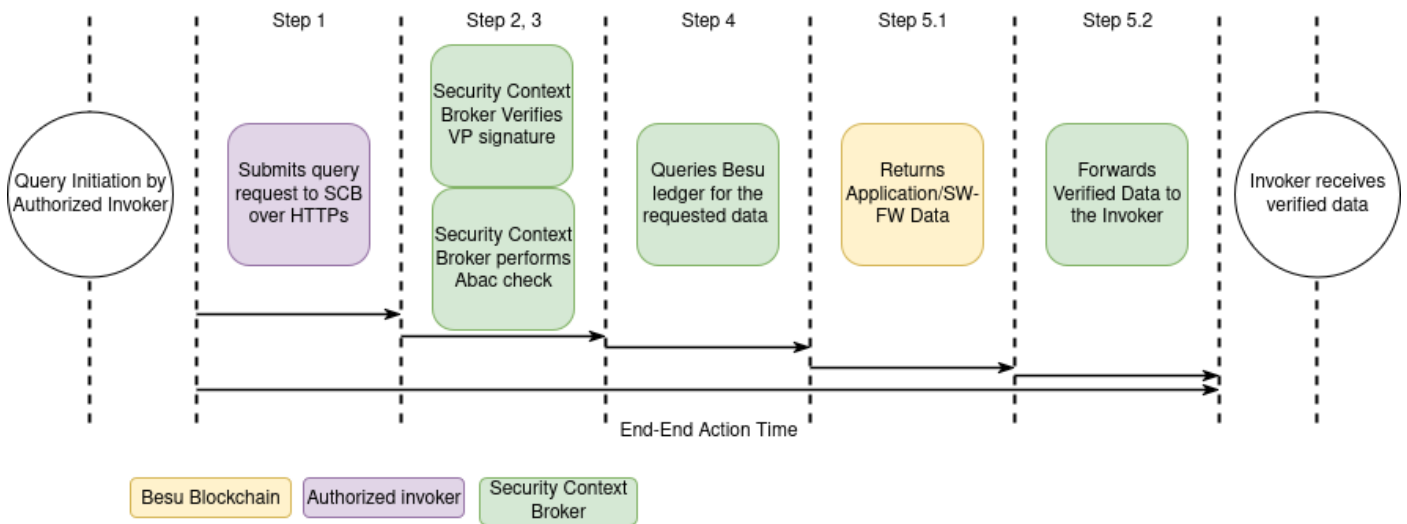 Step 1
Step 2, 3
Step 4
Step 5.1
Step 5.2
Query Initiation by
Authorized Invoker
Submits query
request to SCB
over HTTPs
Security Context
Broker Verifies
VP signature
Security Context
Broker performs
Abac check
Queries Besu
ledger for the
requested data
Returns
Application/SW-
FW Data
Forwards
Verified Data to
the Invoker
Invoker receives
verified data
End-End Action Time
Besu Blockchain
Authorized invoker
Security Context
Broker